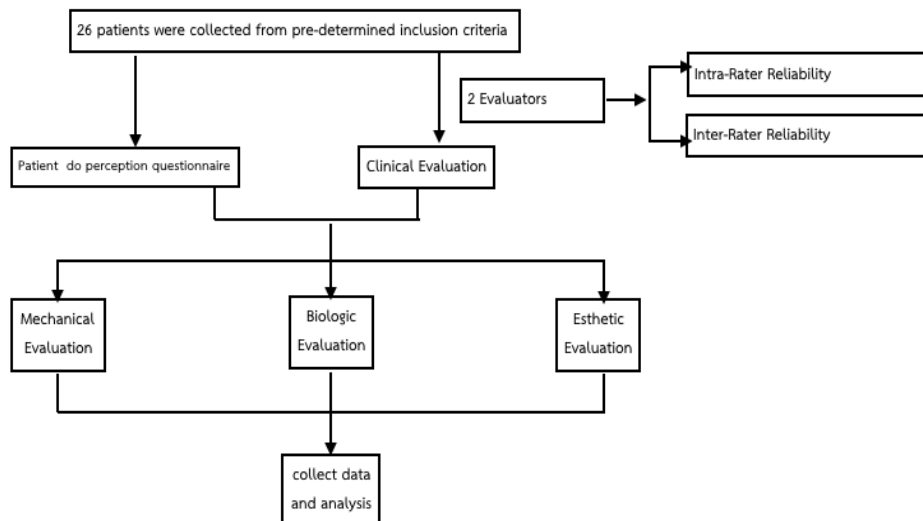 26 patients were collected from pre-determined inclusion criteria
2 Evaluators
Intra-Rater Reliability
Inter-Rater Reliability
Patient do perception questionnaire
Clinical Evaluation
Mechanical
Evaluation
Biologic
Evaluation
Esthetic
Evaluation
collect data
and analysis